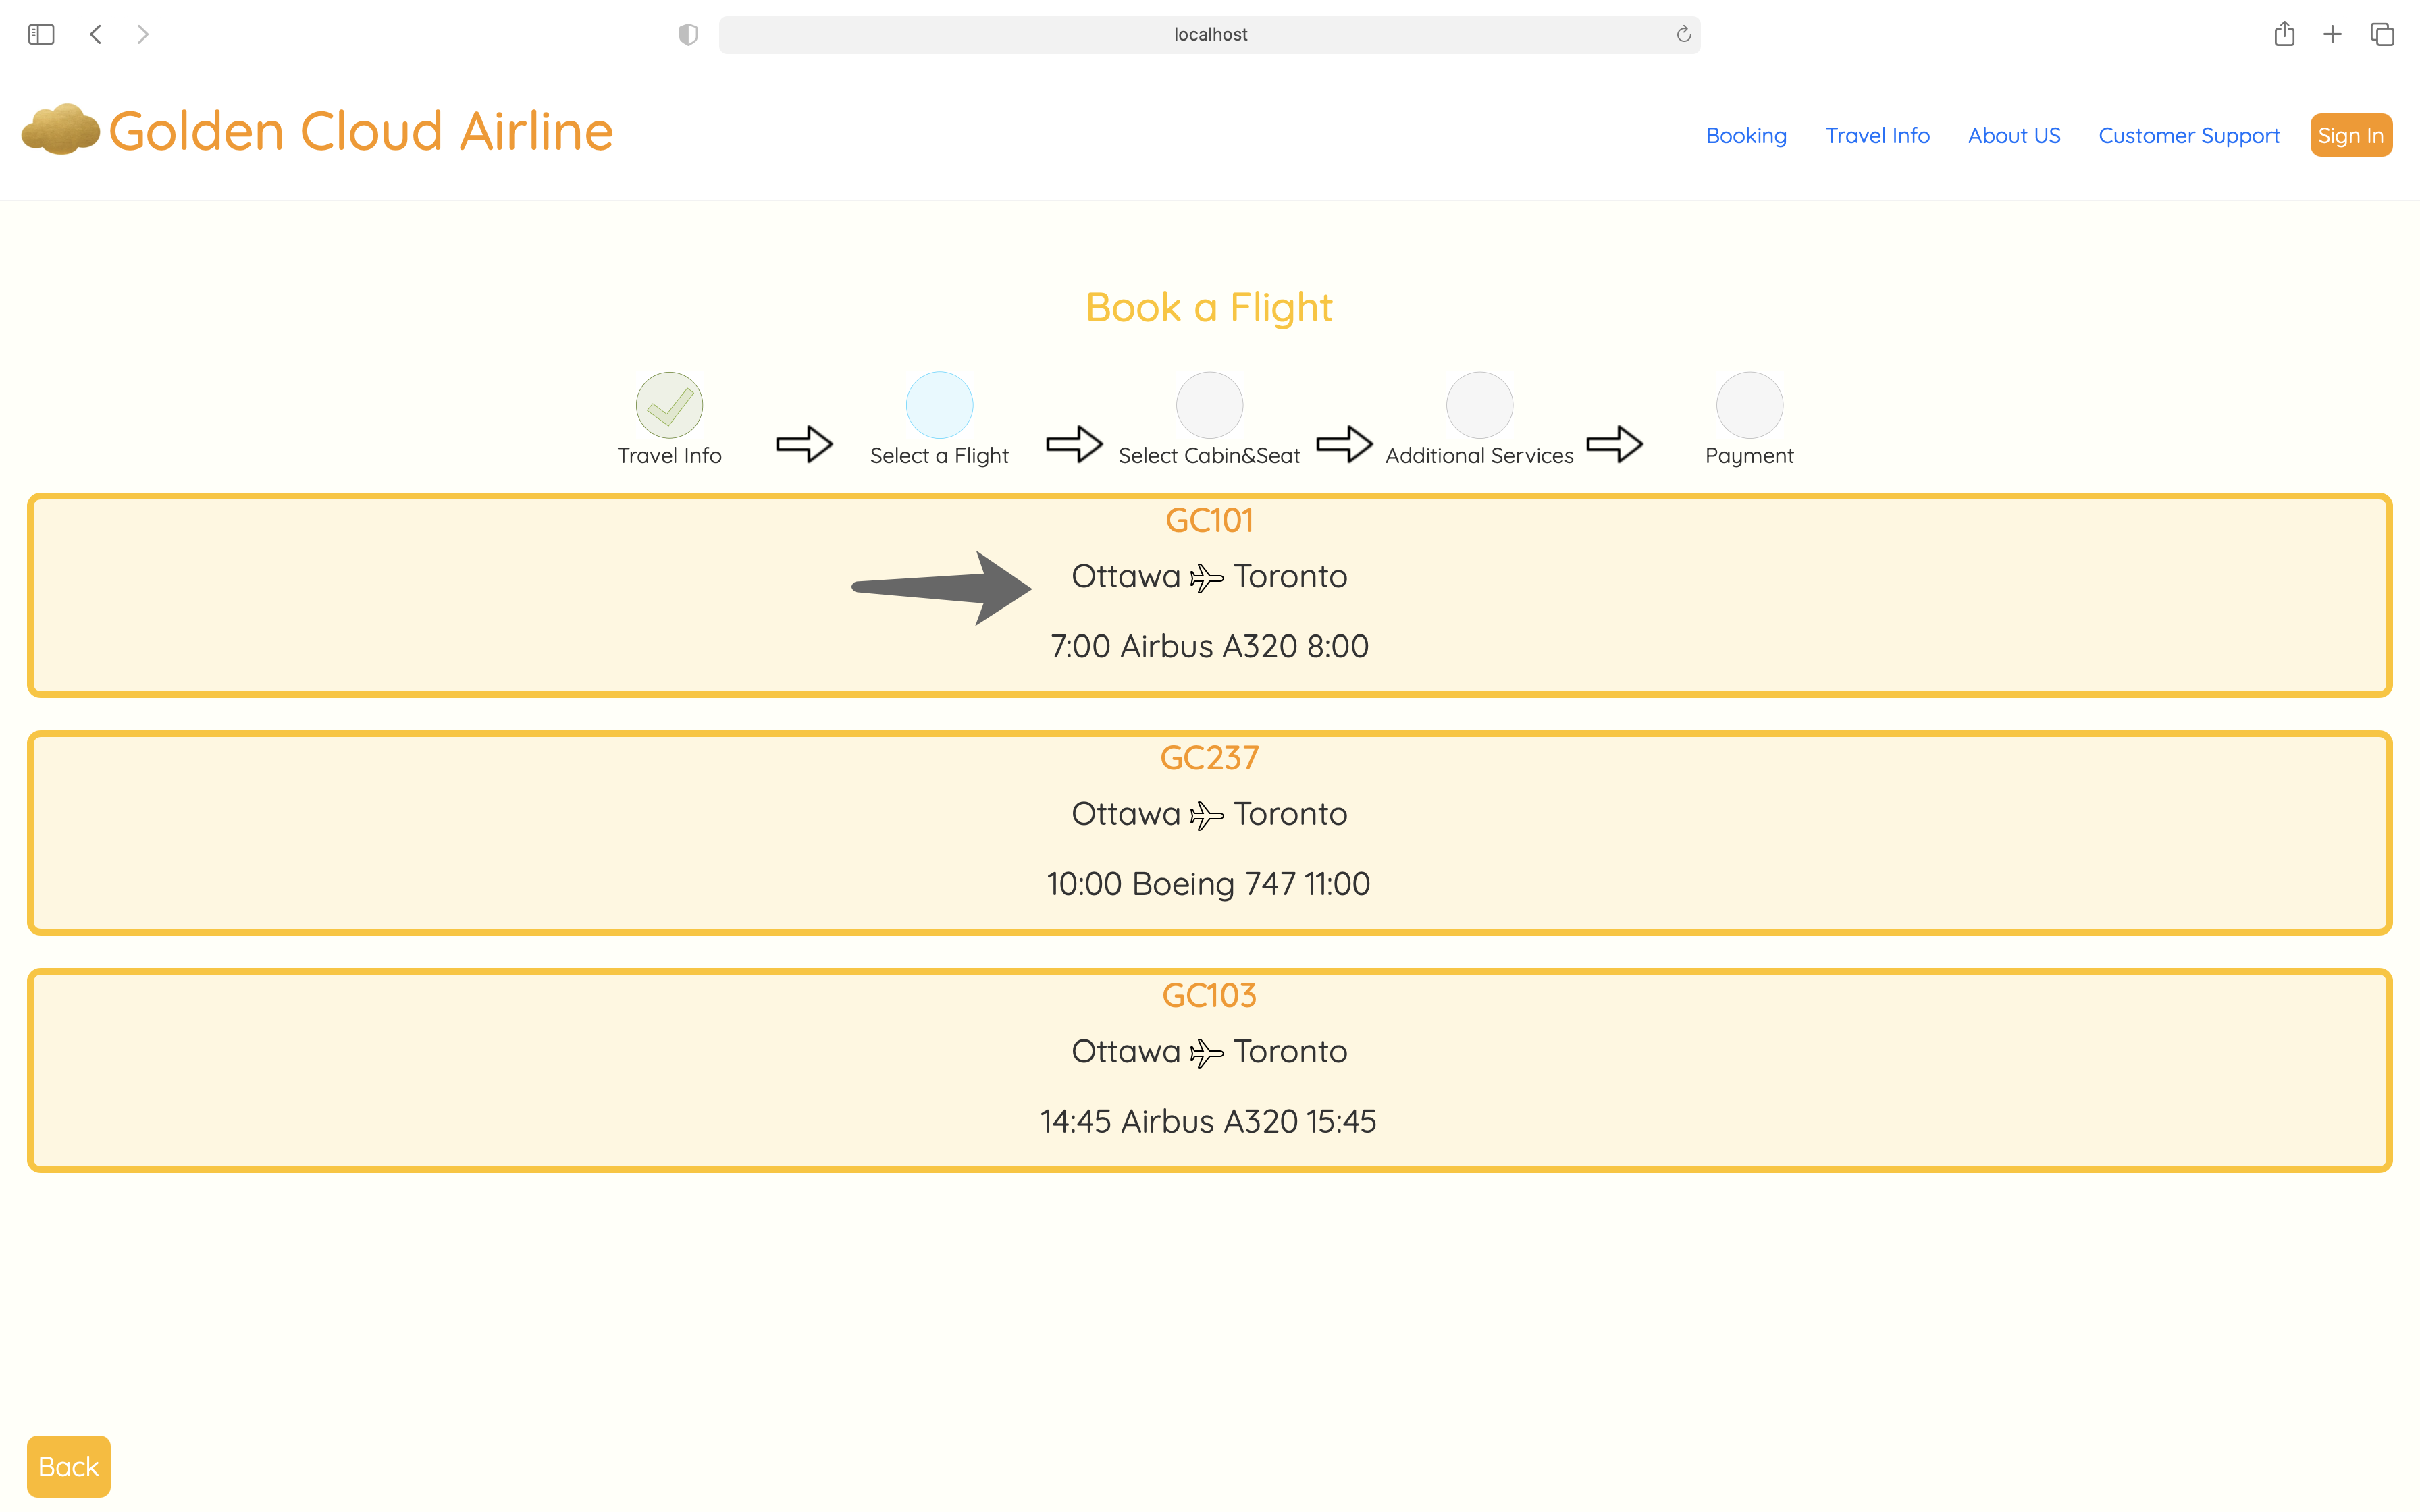 localhost
Golden Cloud Airline
Booking Travel Info About US Customer Support Sign In
Book a Flight
Travel Info Select a Flight Select Cabin&Seat Additional Services Payment
GC101
Ottawa Toronto
7:00 Airbus A320 8:00
GC237
Ottawa Toronto
10:00 Boeing 747 11:00
GC103
Ottawa Toronto
14:45 Airbus A320 15:45
Back